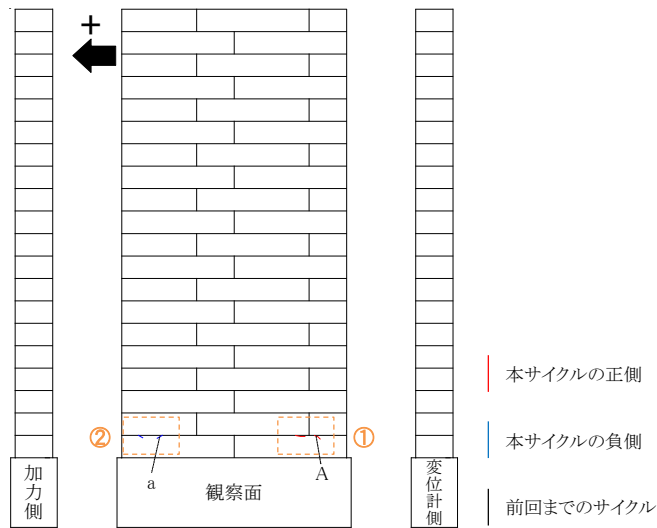 +
本サイクルの正側
②
①
本サイクルの負側
a
A
加力側
観察面
変位計側
前回までのサイクル